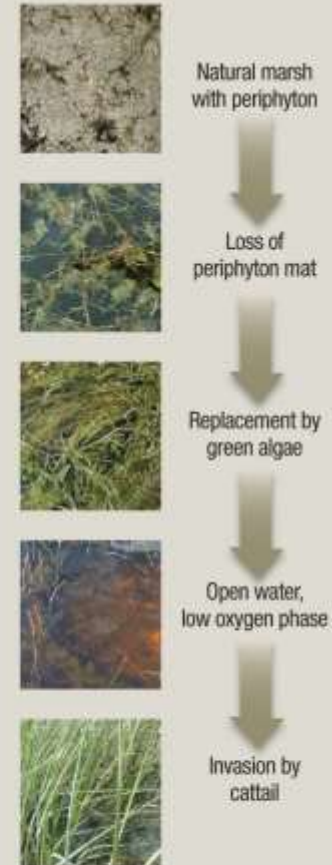 Natural marsh
with periphyton
Loss of
periphyton mat
Replacement by
green algae
Open water,
low oxygen phase
Invasion by
cattail